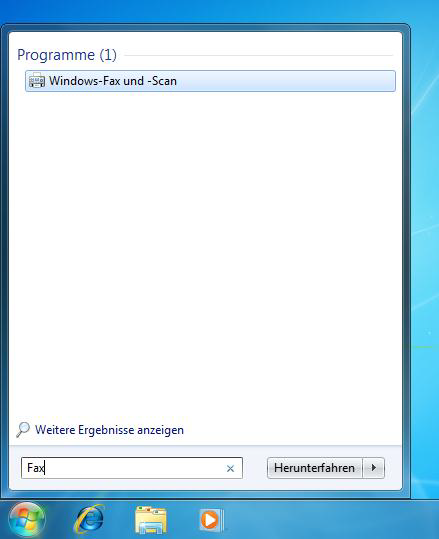 Programme (1)
Windows-Fax und -Scan
Weitere Ergebnisse anzeigen
Fax
Herunterfahren